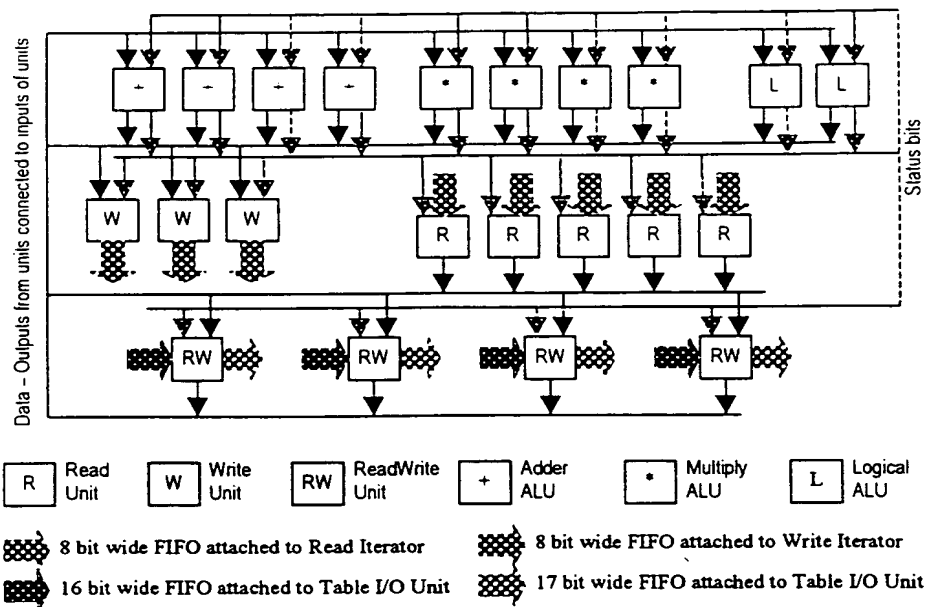 Data – Outputs from units connected to inputs of units
Status bits
+ + + + * * * * L L
W W W R R R R R
RW RW RW RW
R Read Unit
W Write Unit
RW ReadWrite Unit
+ Adder ALU
* Multiply ALU
L Logical ALU
8 bit wide FIFO attached to Read Iterator
8 bit wide FIFO attached to Write Iterator
16 bit wide FIFO attached to Table I/O Unit
17 bit wide FIFO attached to Table I/O Unit